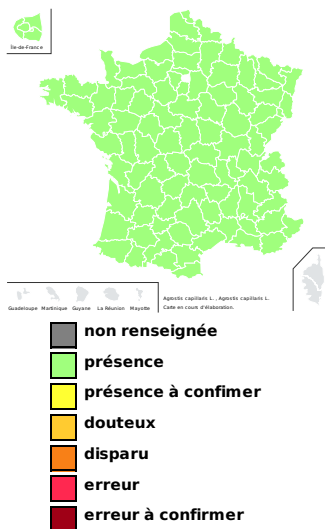 Île-de-France
Guadeloupe Martinique Guyane La Réunion Mayotte
Agrostis capillaris L. , Agrostis capillaris L.
Carte en cours d'élaboration.
non renseignée
présence
présence à confimer
douteux
disparu
erreur
erreur à confirmer